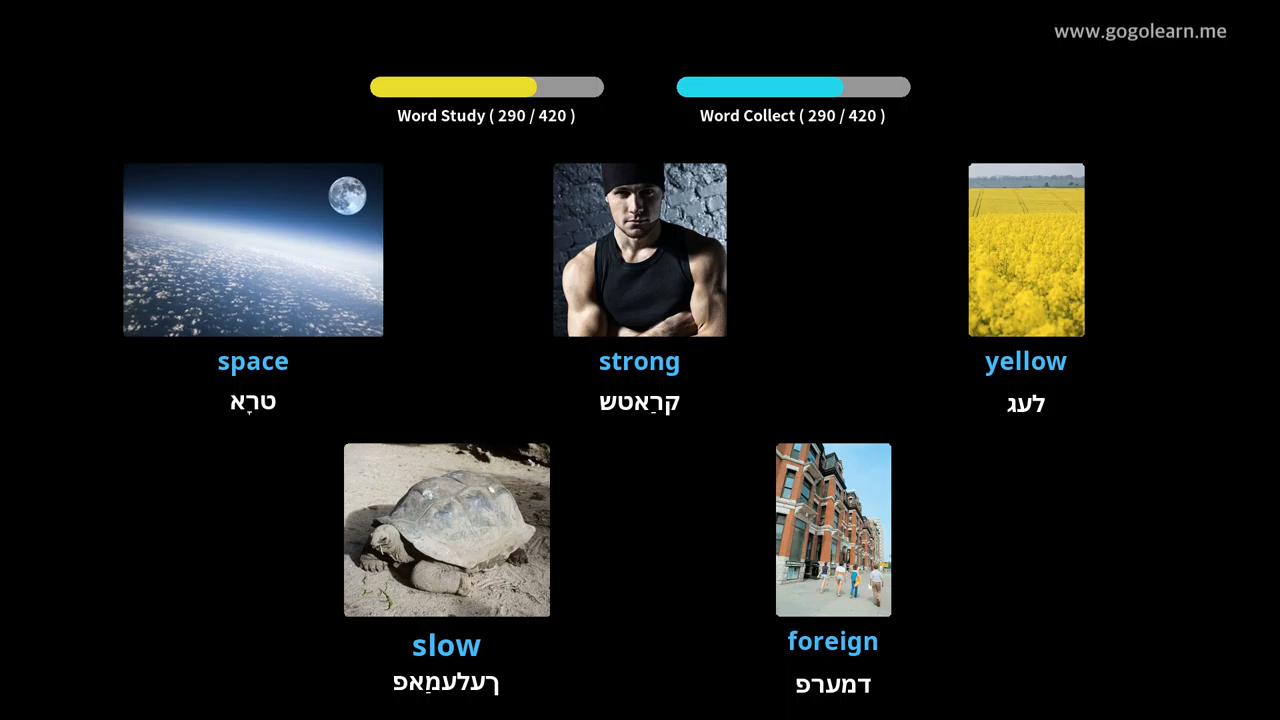 www.gogolearn.me
Word Study ( 290 / 420 )
Word Collect ( 290 / 420 )
space
טרָא
strong
קרַאטש
yellow
לעג
slow
ךעלעמַאפ
foreign
דמערפ